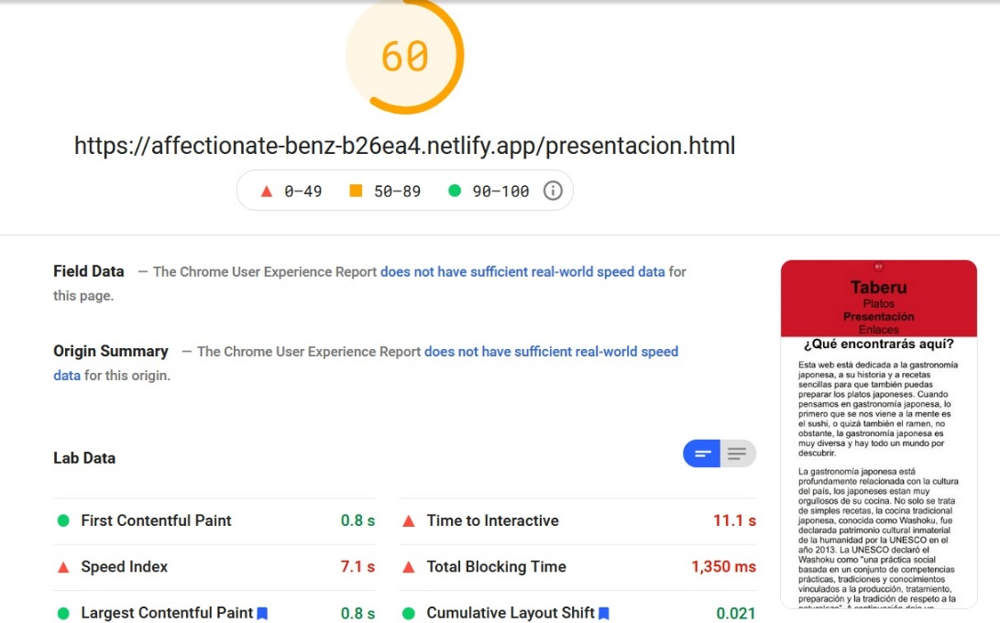 60
https://affectionate-benz-b26ea4.netlify.app/presentacion.html
0–49 50–89 90–100
Field Data — The Chrome User Experience Report does not have sufficient real-world speed data for
this page.
Origin Summary — The Chrome User Experience Report does not have sufficient real-world speed
data for this origin.
Lab Data
First Contentful Paint 0.8 s
Time to Interactive 11.1 s
Speed Index 7.1 s
Total Blocking Time 1,350 ms
Largest Contentful Paint 0.8 s
Cumulative Layout Shift 0.021
Taberu
Platos
Presentación
Enlaces
¿Qué encontrarás aquí?
Esta web está dedicada a la gastronomía
japonesa, a su historia y a recetas
sencillas para que también puedas
preparar los platos japoneses. Cuando
pensamos en gastronomía japonesa, lo
primero que se nos viene a la mente es
el sushi, o quizá también el ramen, no
obstante, la gastronomía japonesa es
muy diversa y hay todo un mundo por
descubrir.
La gastronomía japonesa está
profundamente relacionada con la cultura
del país, los japoneses estan muy
orgullosos de su cocina. No solo se trata
de simples recetas, la cocina tradicional
japonesa, conocida como Washoku, fue
declarada patrimonio cultural inmaterial
de la humanidad por la UNESCO en el
año 2013. La UNESCO declaró el
Washoku como "una práctica social
basada en un conjunto de competencias
prácticas, tradiciones y conocimientos
vinculados a la producción, tratamiento,
preparación y la tradición de respeto a la